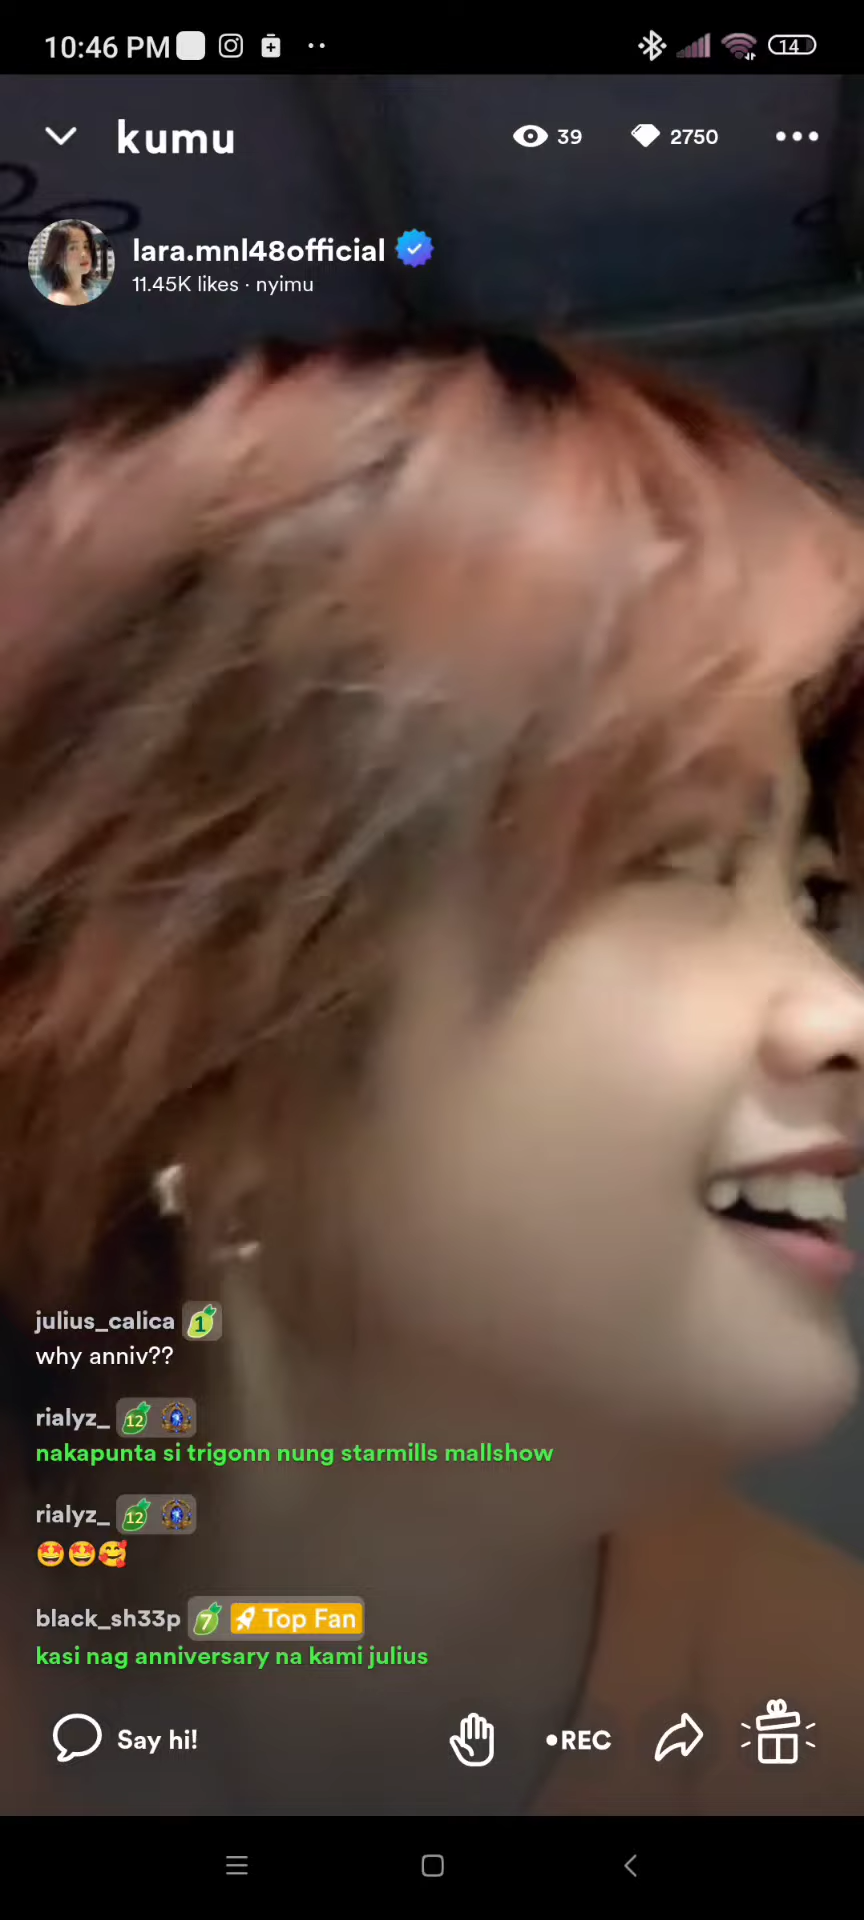 10:46 PM
14
kumu
39
2750
lara.mnl48official
11.45K likes · nyimu
julius_calica 1
why anniv??
rialyz_ 12
nakapunta si trigonn nung starmills mallshow
rialyz_ 12
🤩🤩🥰
black_sh33p 7 Top Fan
kasi nag anniversary na kami julius
Say hi!
•REC